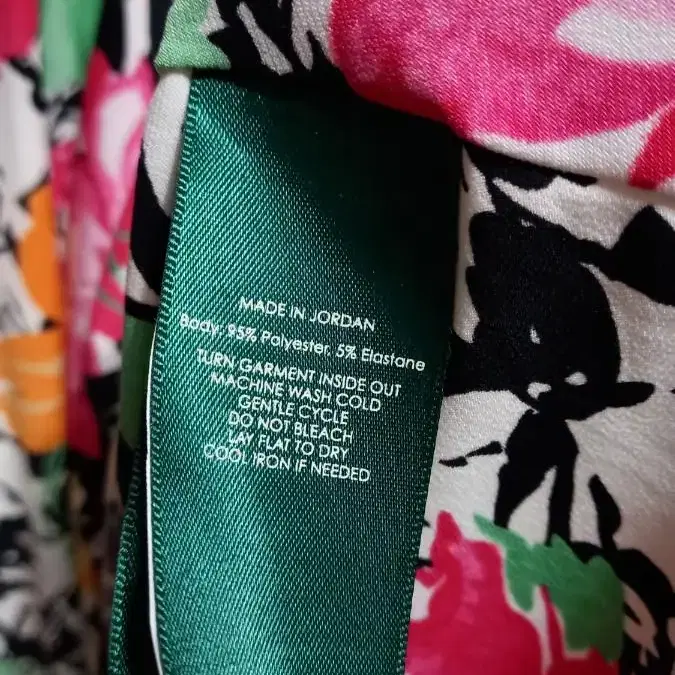 MADE IN JORDAN
Body: 95% Polyester, 5% Elastane
TURN GARMENT INSIDE OUT
MACHINE WASH COLD
GENTLE CYCLE
DO NOT BLEACH
LAY FLAT TO DRY
COOL IRON IF NEEDED